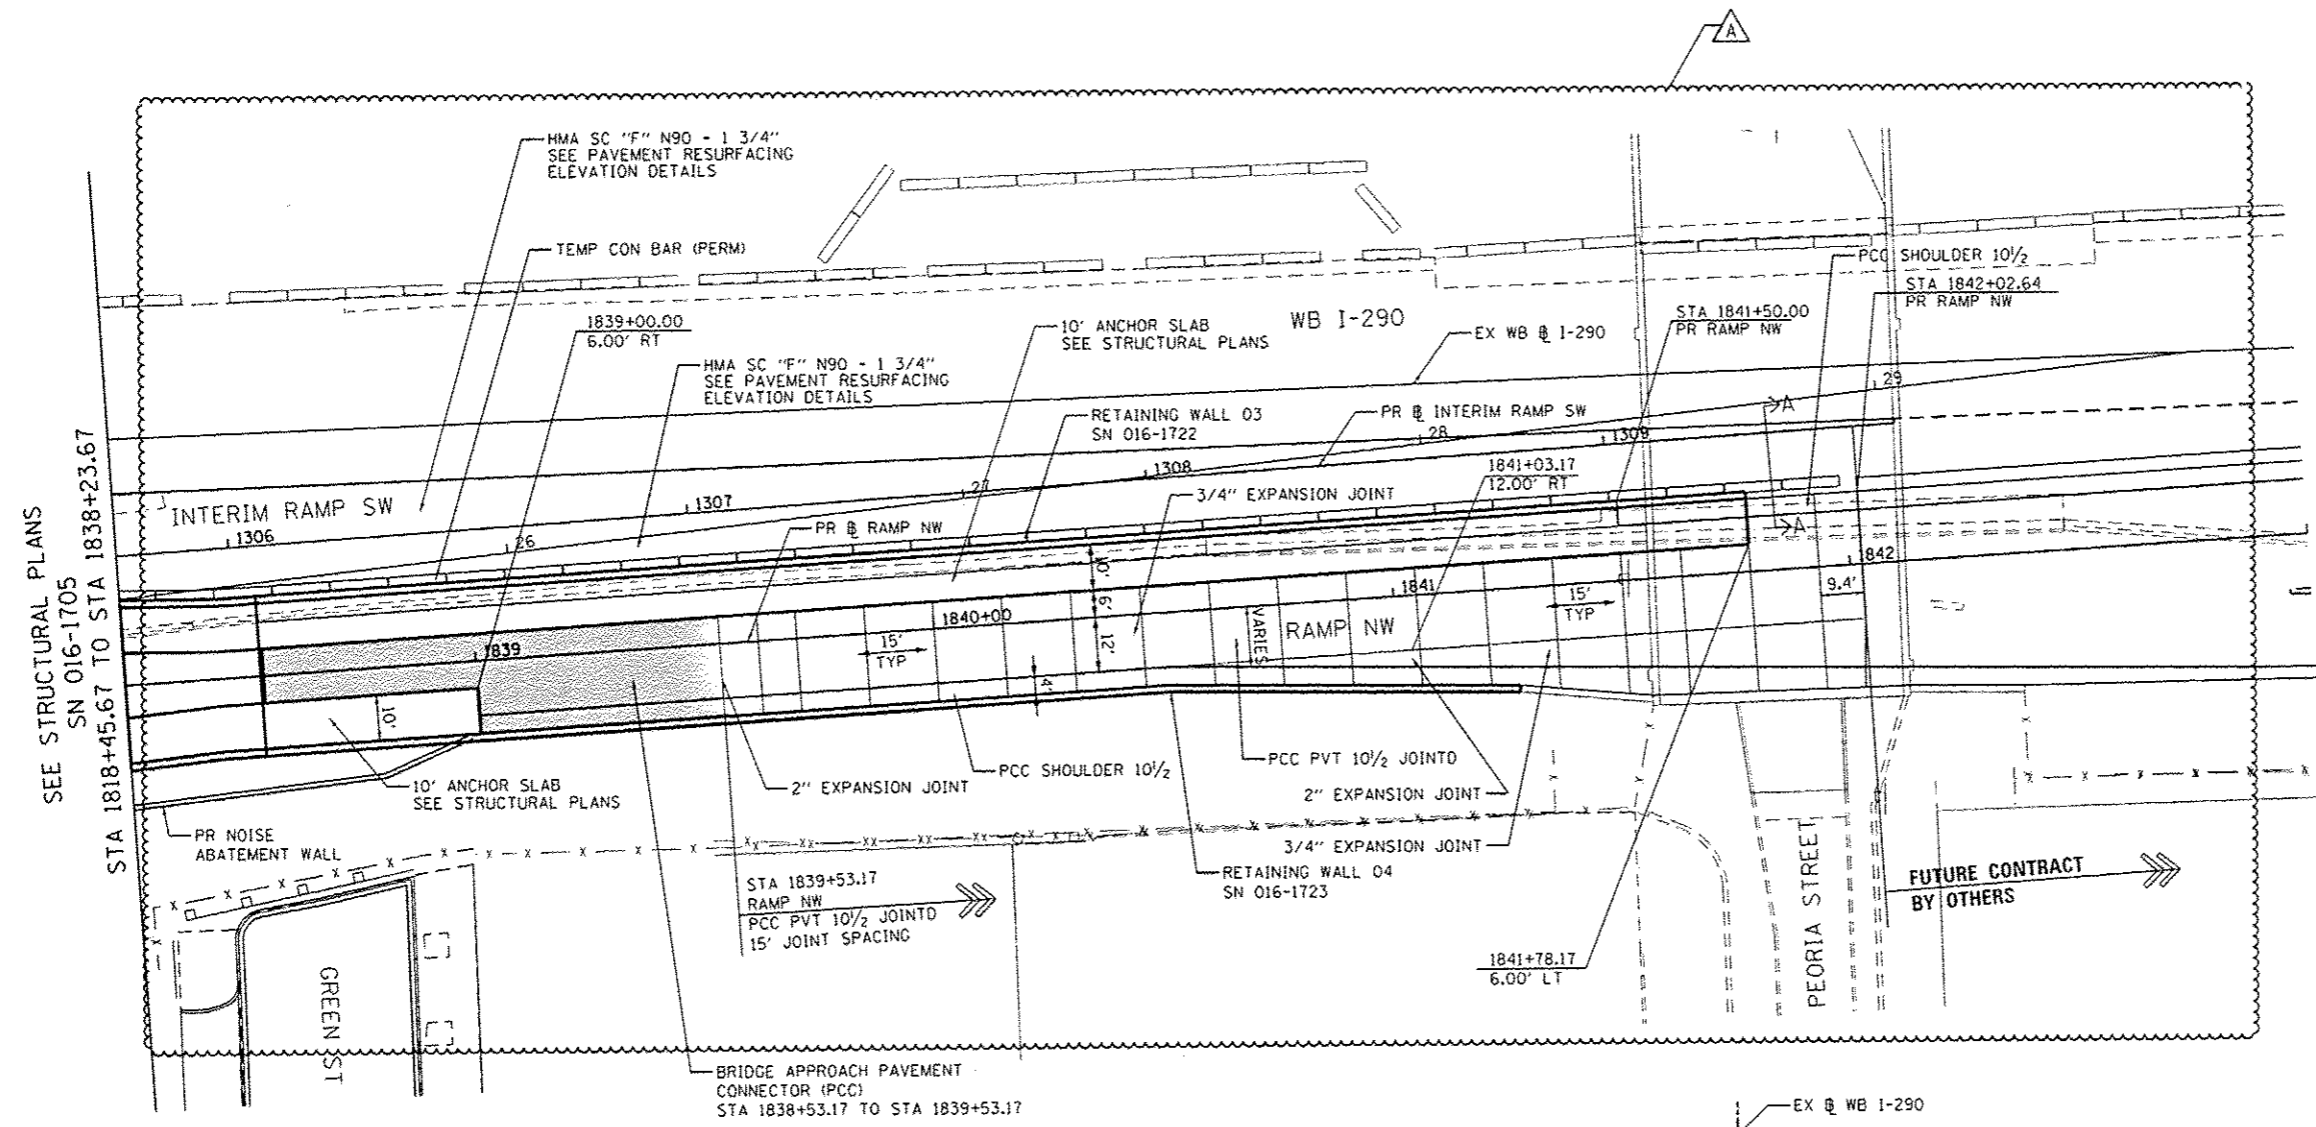 A
HMA SC "F" N90 - 1 3/4"
SEE PAVEMENT RESURFACING
ELEVATION DETAILS
TEMP CON BAR (PERM)
1839+00.00
6.00' RT
HMA SC "F" N90 - 1 3/4"
SEE PAVEMENT RESURFACING
ELEVATION DETAILS
10' ANCHOR SLAB
SEE STRUCTURAL PLANS
WB I-290
EX WB ℄ I-290
PCC SHOULDER 10½
STA 1842+02.64
PR RAMP NW
STA 1841+50.00
PR RAMP NW
RETAINING WALL 03
SN 016-1722
PR ℄ INTERIM RAMP SW
1841+03.17
12.00' RT
3/4" EXPANSION JOINT
PR ℄ RAMP NW
INTERIM RAMP SW
1306
1307
1308
1309
26
27
28
29
A
A
SEE STRUCTURAL PLANS
SN 016-1705
STA 1818+45.67 TO STA 1838+23.67
1839
1840+00
1841
1842
10'
6'
12'
4'
15'
TYP
VARIES
RAMP NW
15'
TYP
9.4'
10'
10' ANCHOR SLAB
SEE STRUCTURAL PLANS
2" EXPANSION JOINT
PCC SHOULDER 10½
PCC PVT 10½ JOINTD
2" EXPANSION JOINT
3/4" EXPANSION JOINT
PR NOISE
ABATEMENT WALL
RETAINING WALL 04
SN 016-1723
STA 1839+53.17
RAMP NW
PCC PVT 10½ JOINTD
15' JOINT SPACING
FUTURE CONTRACT
BY OTHERS
1841+78.17
6.00' LT
PEORIA STREET
GREEN ST
BRIDGE APPROACH PAVEMENT
CONNECTOR (PCC)
STA 1838+53.17 TO STA 1839+53.17
EX ℄ WB I-290